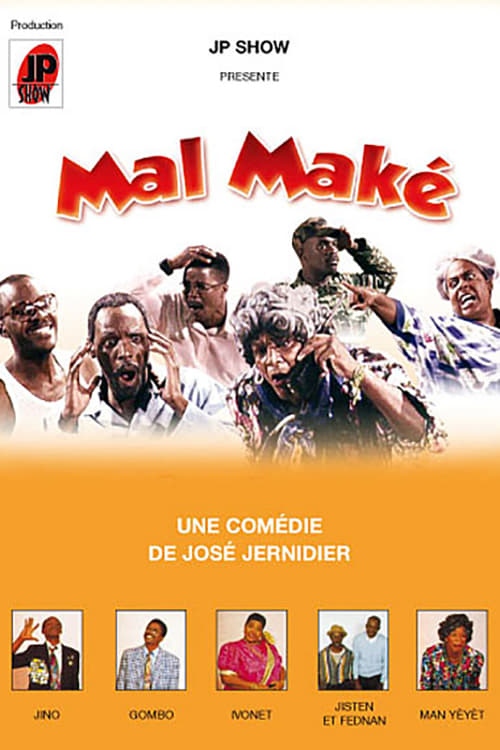 Production
JP
SHOW
JP SHOW
PRESENTE
Mal Maké
UNE COMÉDIE
DE JOSÉ JERNIDIER
JINO
GOMBO
IVONET
JISTEN
ET FEDNAN
MAN YÈYÈT